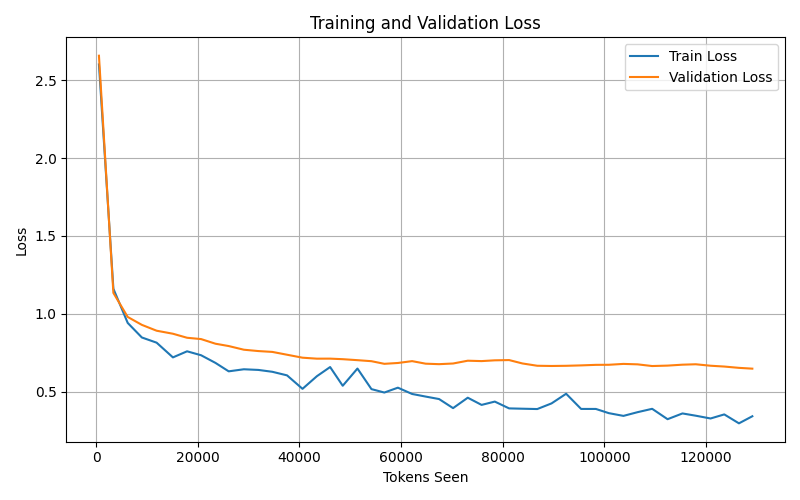 Training and Validation Loss
Train Loss
Validation Loss
2.5
2.0
1.5
1.0
0.5
Loss
0 20000 40000 60000 80000 100000 120000
Tokens Seen